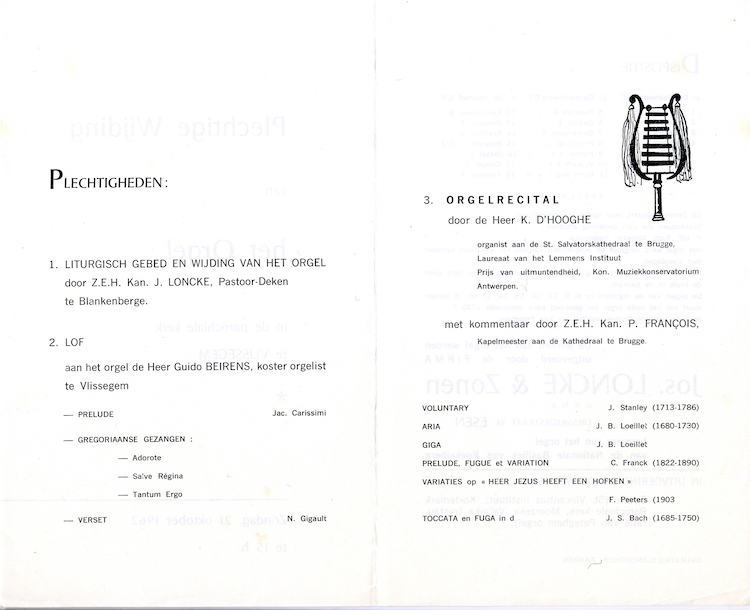 PLECHTIGHEDEN:
1. LITURGISCH GEBED EN WIJDING VAN HET ORGEL
door Z.E.H. Kan. J. LONCKE, Pastoor-Deken
te Blankenberge.
2. LOF
aan het orgel de Heer Guido BEIRENS, koster orgelist
te Vlissegem
— PRELUDE Jac. Carissimi
— GREGORIAANSE GEZANGEN :
— Adorote
— Salve Régina
— Tantum Ergo
— VERSET N. Gigault
3. ORGELRECITAL
door de Heer K. D'HOOGHE
organist aan de St. Salvatorskathedraal te Brugge,
Laureaat van het Lemmens Instituut
Prijs van uitmuntendheid, Kon. Muziekkonservatorium
Antwerpen.
met kommentaar door Z.E.H. Kan. P. FRANÇOIS,
Kapelmeester aan de Kathedraal te Brugge.
VOLUNTARY J. Stanley (1713-1786)
ARIA J. B. Loeillet (1680-1730)
GIGA J. B. Loeillet
PRELUDE, FUGUE et VARIATION C. Franck (1822-1890)
VARIATIES op « HEER JEZUS HEEFT EEN HOFKEN »
F. Peeters (1903
TOCCATA en FUGA in d J. S. Bach (1685-1750)